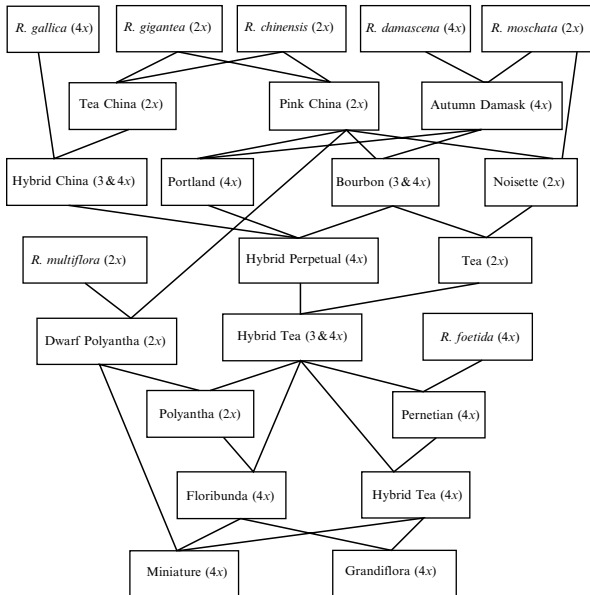 R. gallica (4x)
R. gigantea (2x)
R. chinensis (2x)
R. damascena (4x)
R. moschata (2x)
Tea China (2x)
Pink China (2x)
Autumn Damask (4x)
Hybrid China (3 & 4x)
Portland (4x)
Bourbon (3 & 4x)
Noisette (2x)
R. multiflora (2x)
Hybrid Perpetual (4x)
Tea (2x)
Dwarf Polyantha (2x)
Hybrid Tea (3 & 4x)
R. foetida (4x)
Polyantha (2x)
Pernetian (4x)
Floribunda (4x)
Hybrid Tea (4x)
Miniature (4x)
Grandiflora (4x)